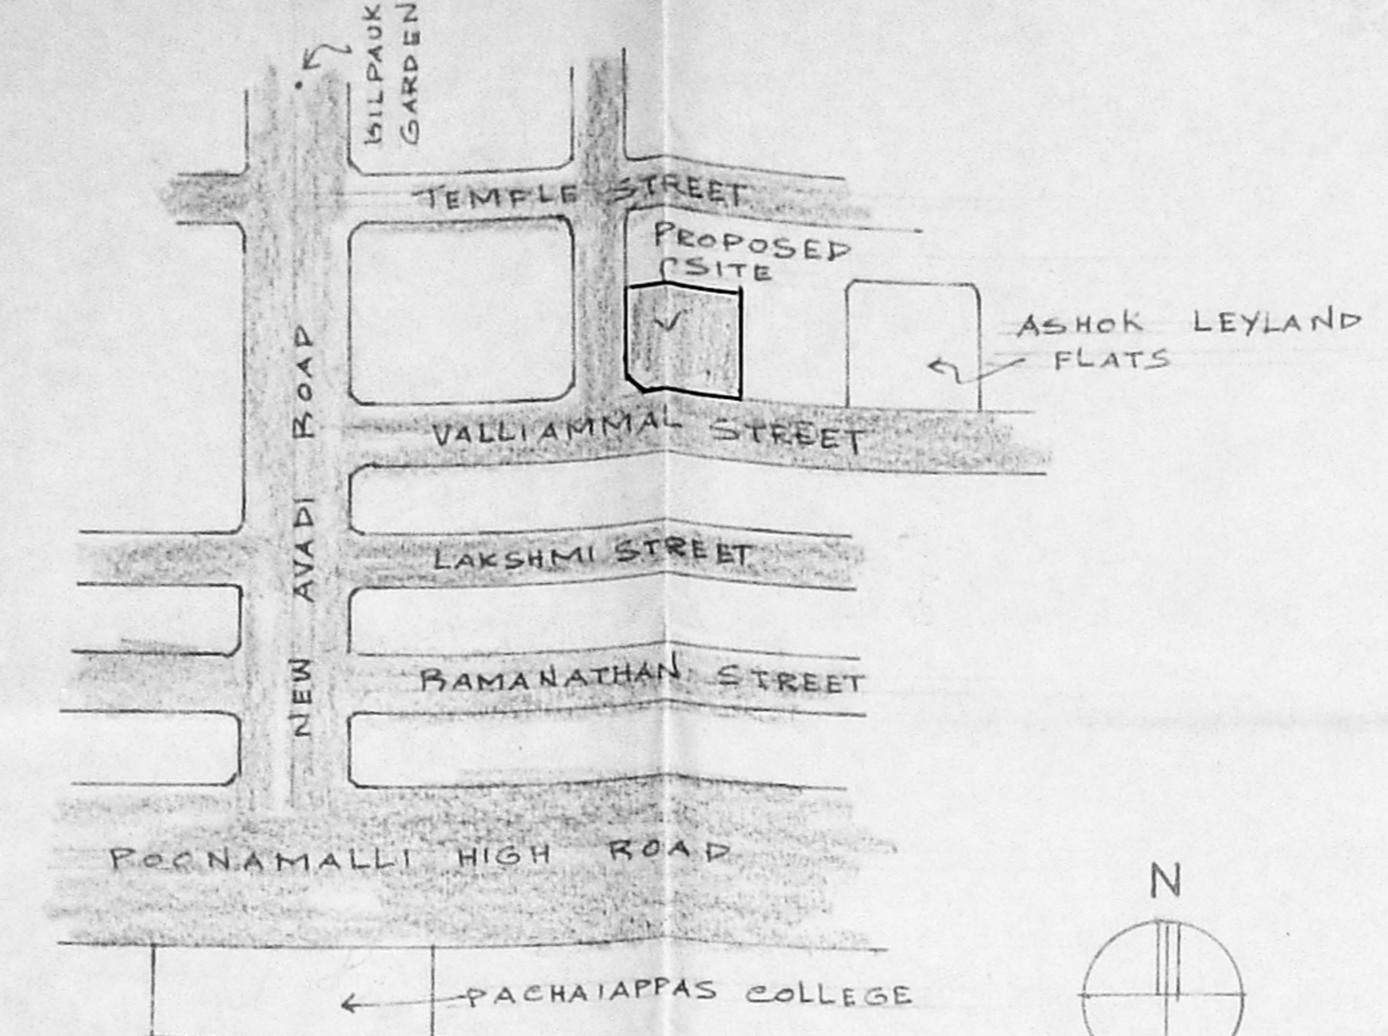 KILPAUK
GARDEN
TEMPLE STREET
PROPOSED
SITE
ASHOK LEYLAND
FLATS
NEW AVADI ROAD
VALLIAMMAL STREET
LAKSHMI STREET
RAMANATHAN STREET
POONAMALLI HIGH ROAD
N
PACHAIAPPAS COLLEGE